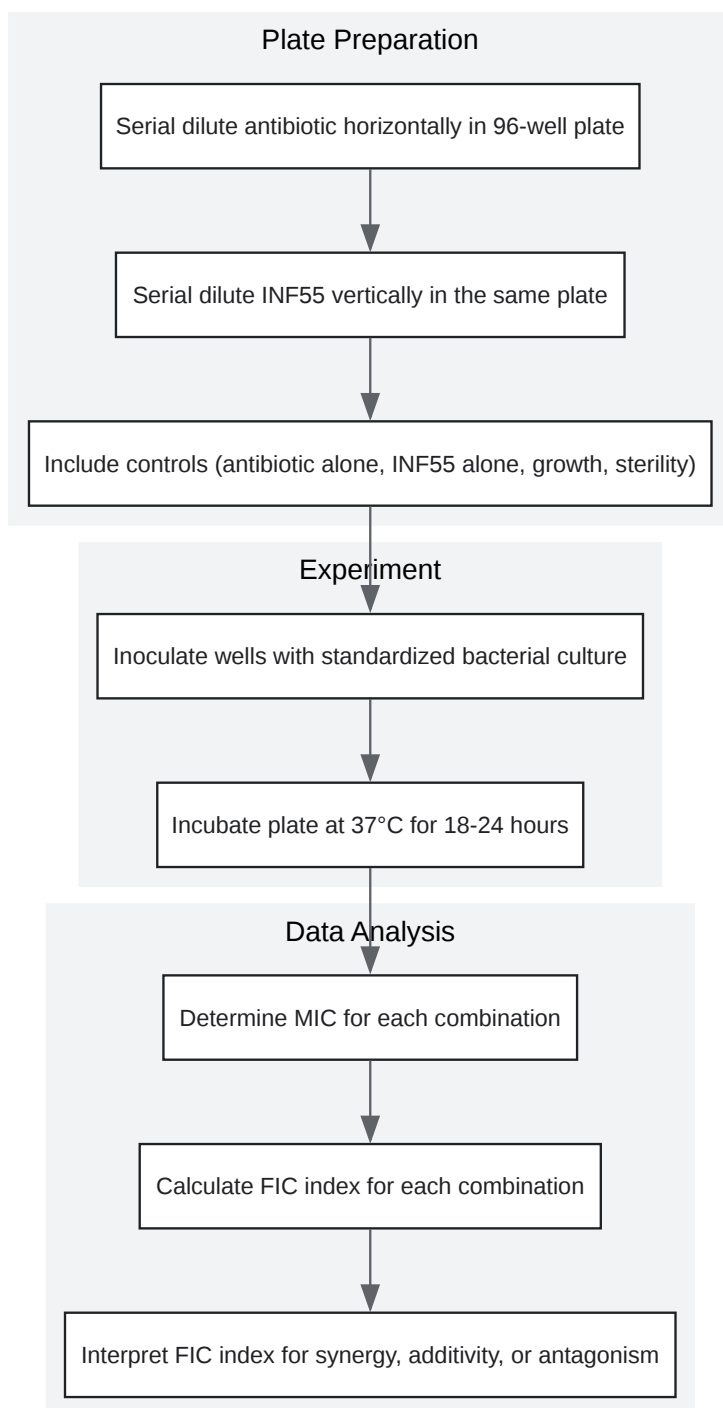 Plate Preparation
Serial dilute antibiotic horizontally in 96-well plate
Serial dilute INF55 vertically in the same plate
Include controls (antibiotic alone, INF55 alone, growth, sterility)
Experiment
Inoculate wells with standardized bacterial culture
Incubate plate at 37°C for 18-24 hours
Data Analysis
Determine MIC for each combination
Calculate FIC index for each combination
Interpret FIC index for synergy, additivity, or antagonism